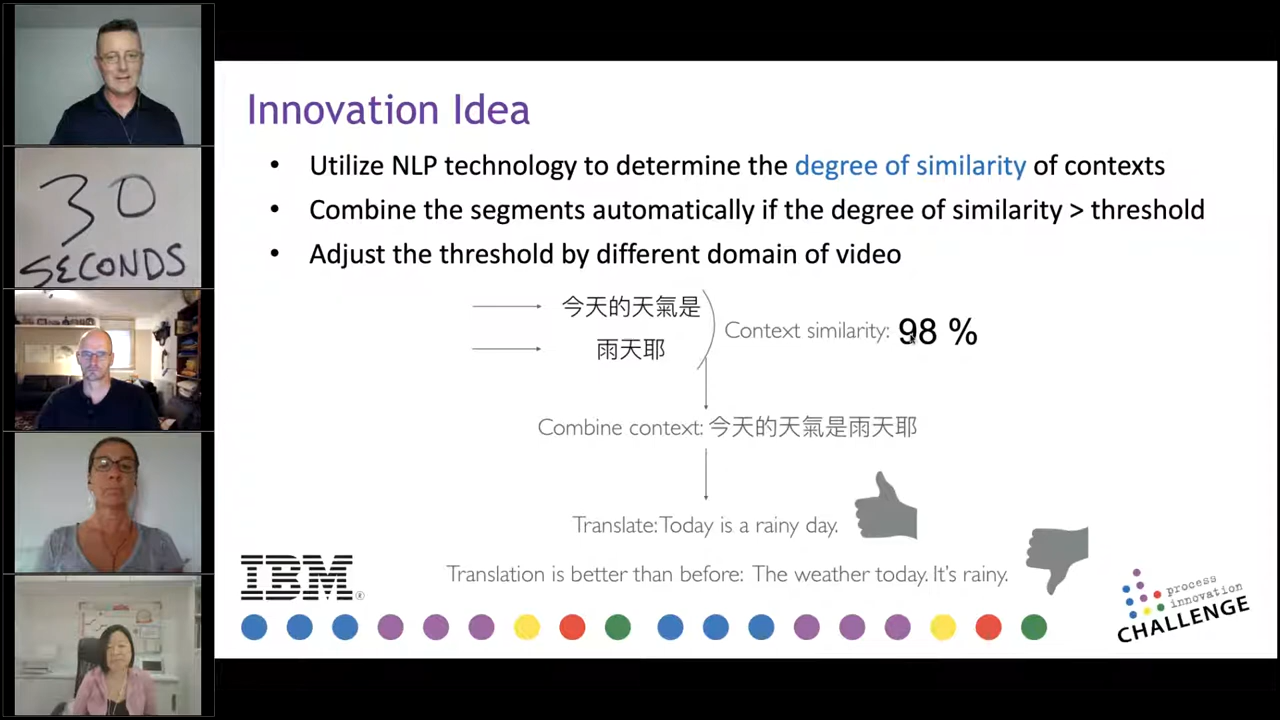 30
SECONDS
Innovation Idea
• Utilize NLP technology to determine the degree of similarity of contexts
• Combine the segments automatically if the degree of similarity > threshold
• Adjust the threshold by different domain of video
今天的天氣是
雨天耶
Context similarity: 98 %
Combine context: 今天的天氣是雨天耶
Translate: Today is a rainy day.
Translation is better than before: The weather today. It's rainy.
IBM®
process
innovation
CHALLENGE